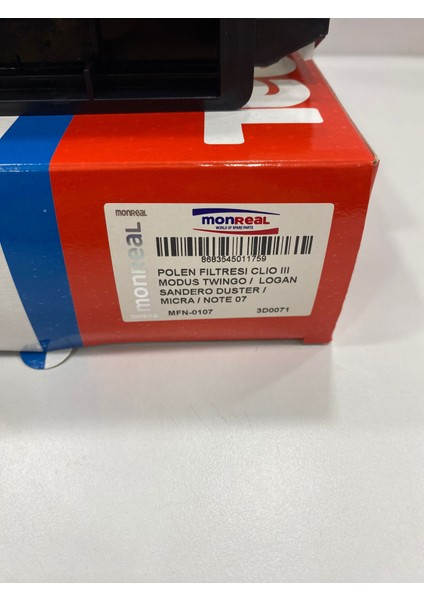 monreal
monreal
monreal
WORLD OF SPARE PARTS
8683545011759
POLEN FILTRESI CLIO III
MODUS TWINGO / LOGAN
SANDERO DUSTER /
MICRA / NOTE 07
MFN-0107 3D0071